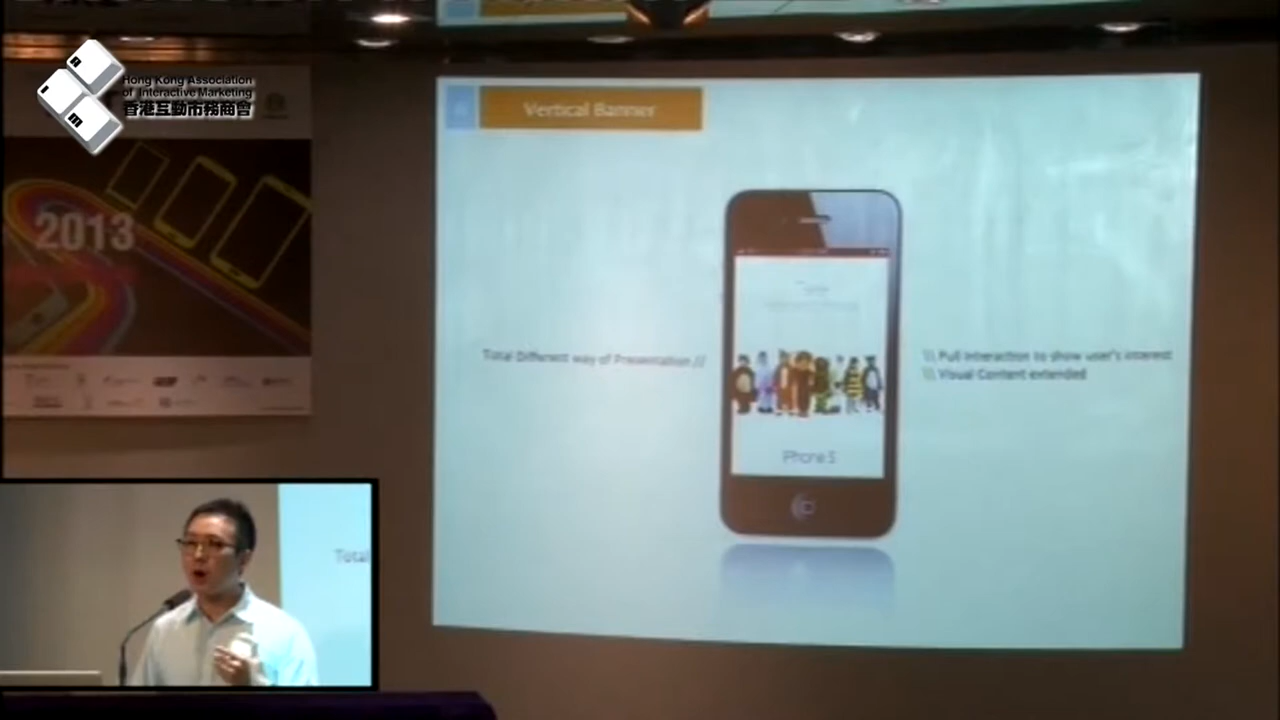 Hong Kong Association
of Interactive Marketing
香港互動市務商會
2013
Vertical Banner
Total Different way of Presentation //
\\ Pull interaction to show user's interest
\\ Visual Content extended
iPhone 5
Total